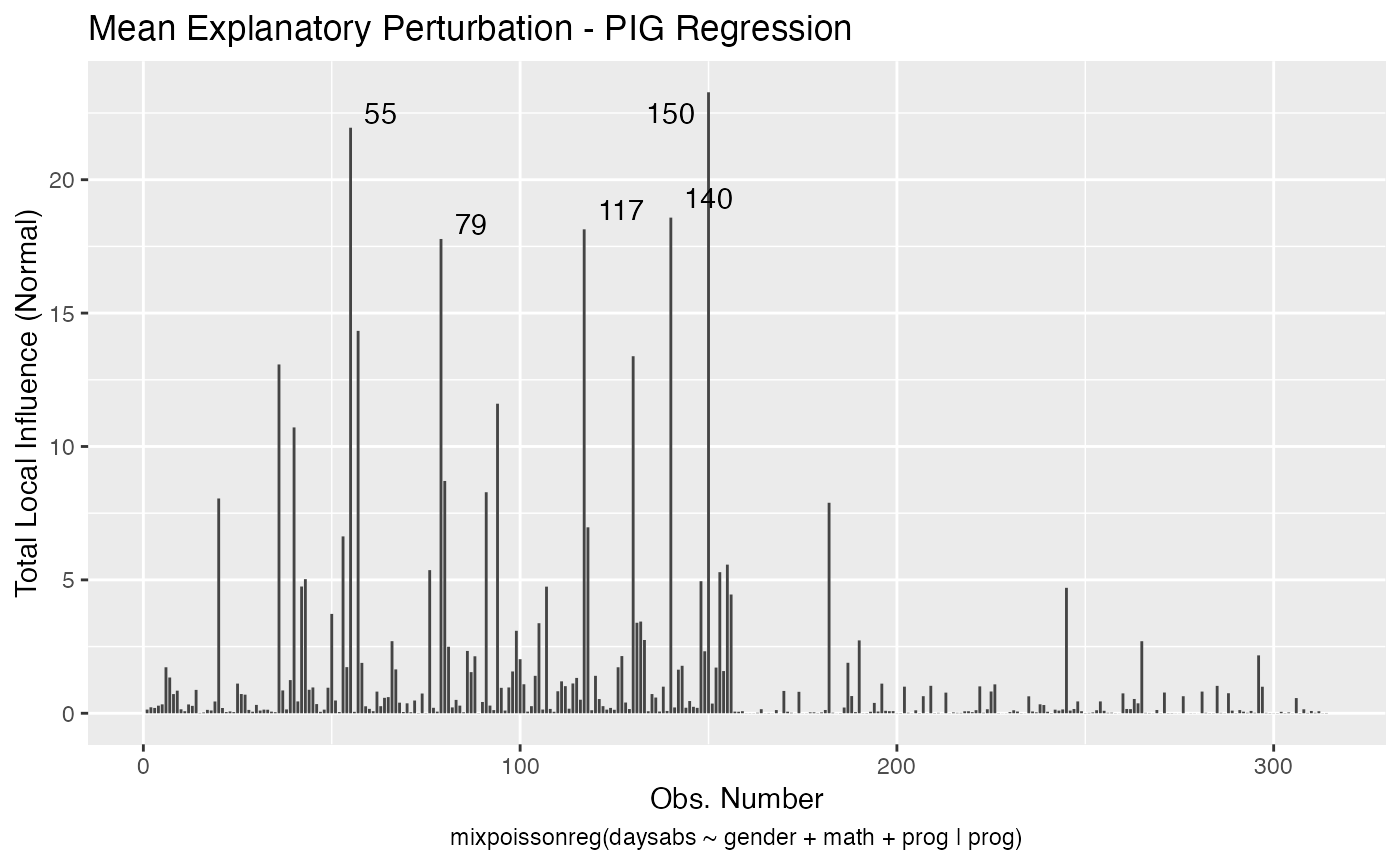 Mean Explanatory Perturbation - PIG Regression
Total Local Influence (Normal)
20
15
10
5
0
55
150
140
117
79
0 100 200 300
Obs. Number
mixpoissonreg(daysabs ~ gender + math + prog | prog)